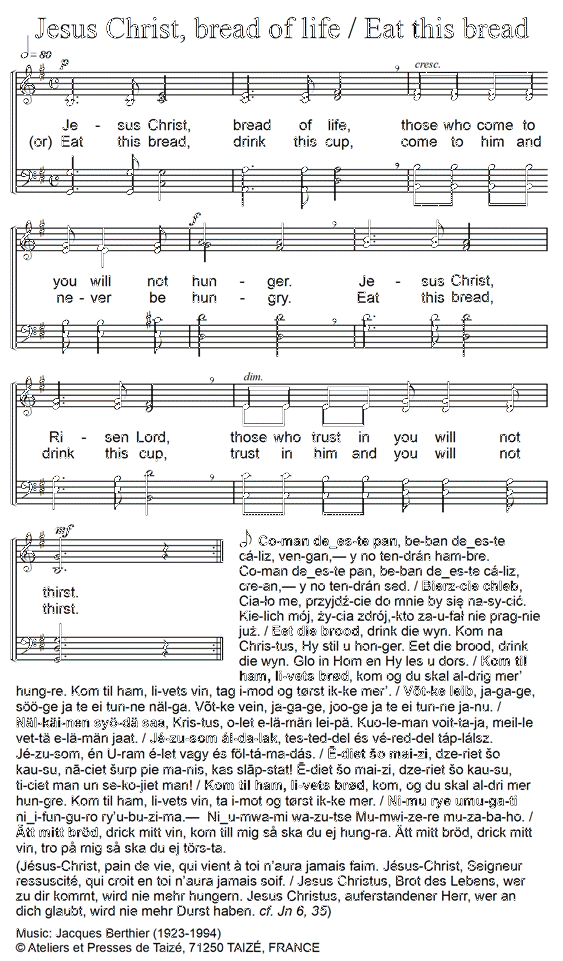 Jesus Christ, bread of life / Eat this bread
♩=80
p
cresc.
Je - sus Christ, bread of life, those who come to
(or) Eat this bread, drink this cup, come to him and
f
you will not hun - ger. Je - sus Christ,
ne - ver be hun - gry. Eat this bread,
dim.
Ri - sen Lord, those who trust in you will not
drink this cup, trust in him and you will not
mf
thirst.
thirst.
Co-man de_es-te pan, be-ban de_es-te
cá-liz, ven-gan,— y no ten-drán ham-bre.
Co-man de_es-te pan, be-ban de_es-te cá-liz,
cre-an,— y no ten-drán sed. / Bierz-cie chleb,
Cia-ło me, przyjdź-cie do mnie by się na-sy-cić.
Kie-lich mój, ży-cia zdrój,-kto za-u-fał nie prag-nie
już. / Eet die brood, drink die wyn. Kom na
Chris-tus, Hy stil u hon-ger. Eet die brood, drink
die wyn. Glo in Hom en Hy les u dors. / Kom til
ham, li-vets brød, kom og du skal al-drig mer'
hung-re. Kom til ham, li-vets vin, tag i-mod og tørst ik-ke mer'. / Võt-ke leib, ja-ga-ge,
söö-ge ja te ei tun-ne näl-ga. Võt-ke vein, ja-ga-ge, joo-ge ja te ei tun-ne ja-nu. /
Näl-käi-nen syö-dä saa, Kris-tus, o-let e-lä-män lei-pä. Kuo-le-man voit-ta-ja, meil-le
vet-tä e-lä-män jaat. / Jé-zu-som ál-da-lak, tes-ted-del és vé-red-del táp-lálsz.
Jé-zu-som, én U-ram é-let vagy és föl-tá-ma-dás. / Ē-diet šo mai-zi, dze-riet šo
kau-su, nā-ciet šurp pie ma-nis, kas slāp-stat! Ē-diet šo mai-zi, dze-riet šo kau-su,
ti-ciet man un se-ko-jiet man! / Kom til ham, li-vets brød, kom, og du skal al-dri mer
hun-gre. Kom til ham, li-vets vin, ta i-mot og tørst ik-ke mer. / Ni-mu rye umu-ga-ti
ni_i-fun-gu-ro ry'u-bu-zi-ma.— Ni_u-mwa-mi wa-zu-tse Mu-mwi-ze-re mu-za-ba-ho. /
Ätt mitt bröd, drick mitt vin, kom till mig så ska du ej hung-ra. Ätt mitt bröd, drick mitt
vin, tro på mig så ska du ej törs-ta.
(Jésus-Christ, pain de vie, qui vient à toi n'aura jamais faim. Jésus-Christ, Seigneur
ressuscité, qui croit en toi n'aura jamais soif. / Jesus Christus, Brot des Lebens, wer
zu dir kommt, wird nie mehr hungern. Jesus Christus, auferstandener Herr, wer an
dich glaubt, wird nie mehr Durst haben. cf. Jn 6, 35)
Music: Jacques Berthier (1923-1994)
© Ateliers et Presses de Taizé, 71250 TAIZÉ, FRANCE